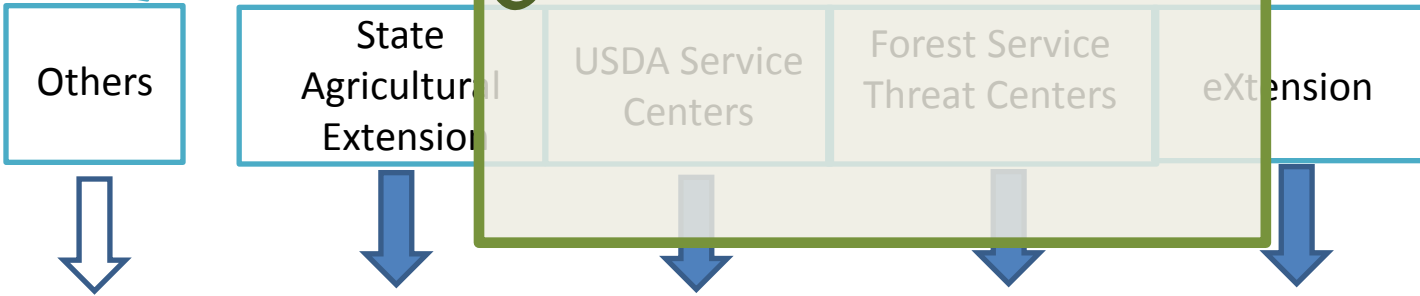 Others
State
Agricultural
Extension
USDA Service
Centers
Forest Service
Threat Centers
eXtension